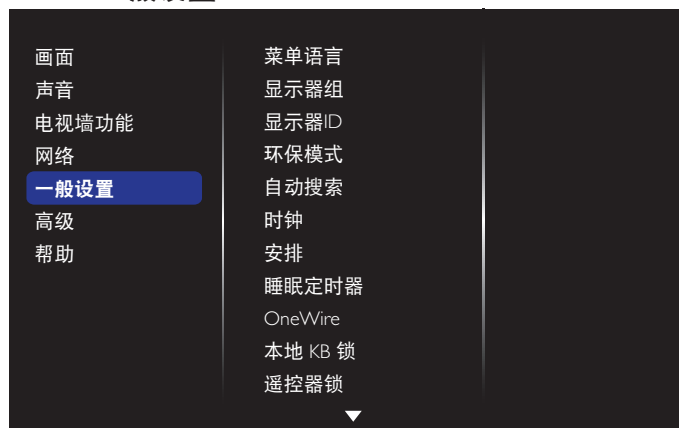 画面
声音
电视墙功能
网络
一般设置
高级
帮助
菜单语言
显示器组
显示器ID
环保模式
自动搜索
时钟
安排
睡眠定时器
OneWire
本地 KB 锁
遥控器锁